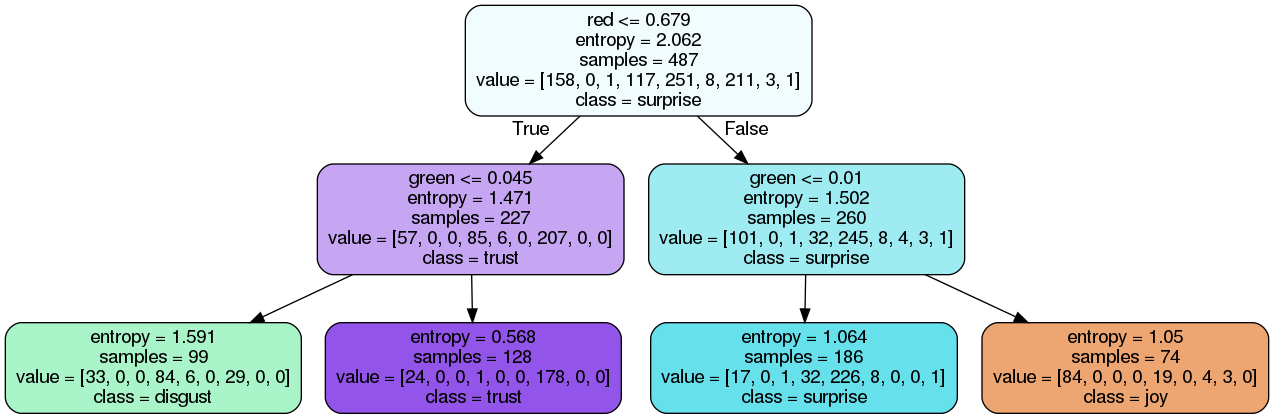 red <= 0.679
entropy = 2.062
samples = 487
value = [158, 0, 1, 117, 251, 8, 211, 3, 1]
class = surprise
True
False
green <= 0.045
entropy = 1.471
samples = 227
value = [57, 0, 0, 85, 6, 0, 207, 0, 0]
class = trust
green <= 0.01
entropy = 1.502
samples = 260
value = [101, 0, 1, 32, 245, 8, 4, 3, 1]
class = surprise
entropy = 1.591
samples = 99
value = [33, 0, 0, 84, 6, 0, 29, 0, 0]
class = disgust
entropy = 0.568
samples = 128
value = [24, 0, 0, 1, 0, 0, 178, 0, 0]
class = trust
entropy = 1.064
samples = 186
value = [17, 0, 1, 32, 226, 8, 0, 0, 1]
class = surprise
entropy = 1.05
samples = 74
value = [84, 0, 0, 0, 19, 0, 4, 3, 0]
class = joy